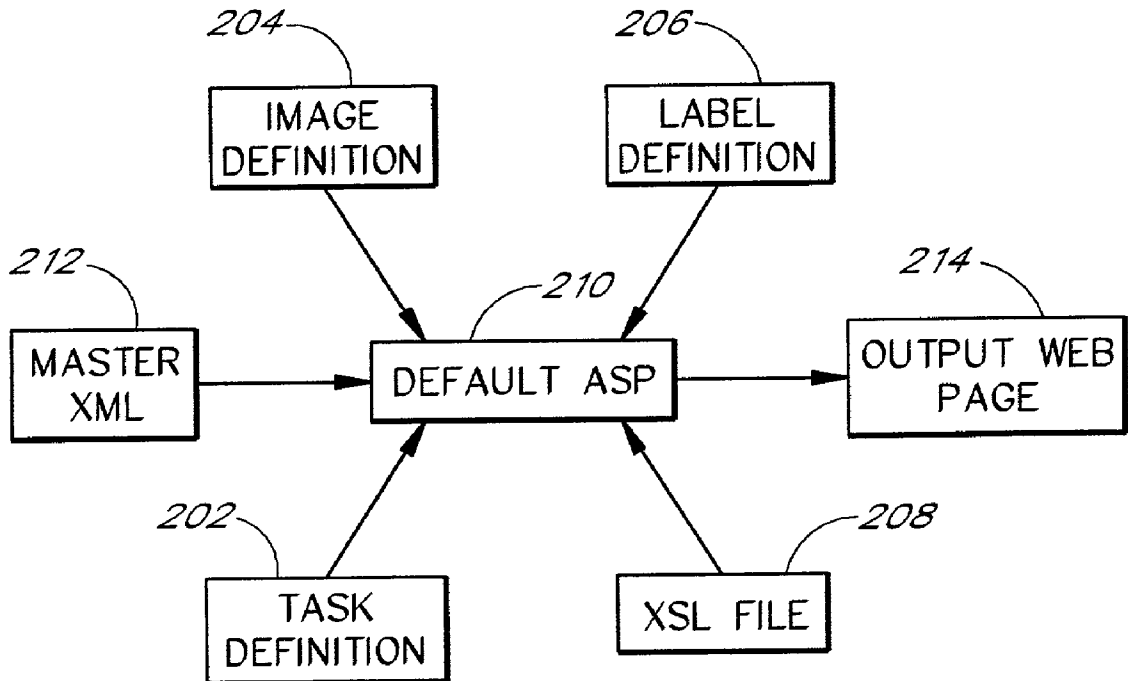 204
IMAGE
DEFINITION
206
LABEL
DEFINITION
212
MASTER
XML
210
DEFAULT ASP
214
OUTPUT WEB
PAGE
202
TASK
DEFINITION
208
XSL FILE